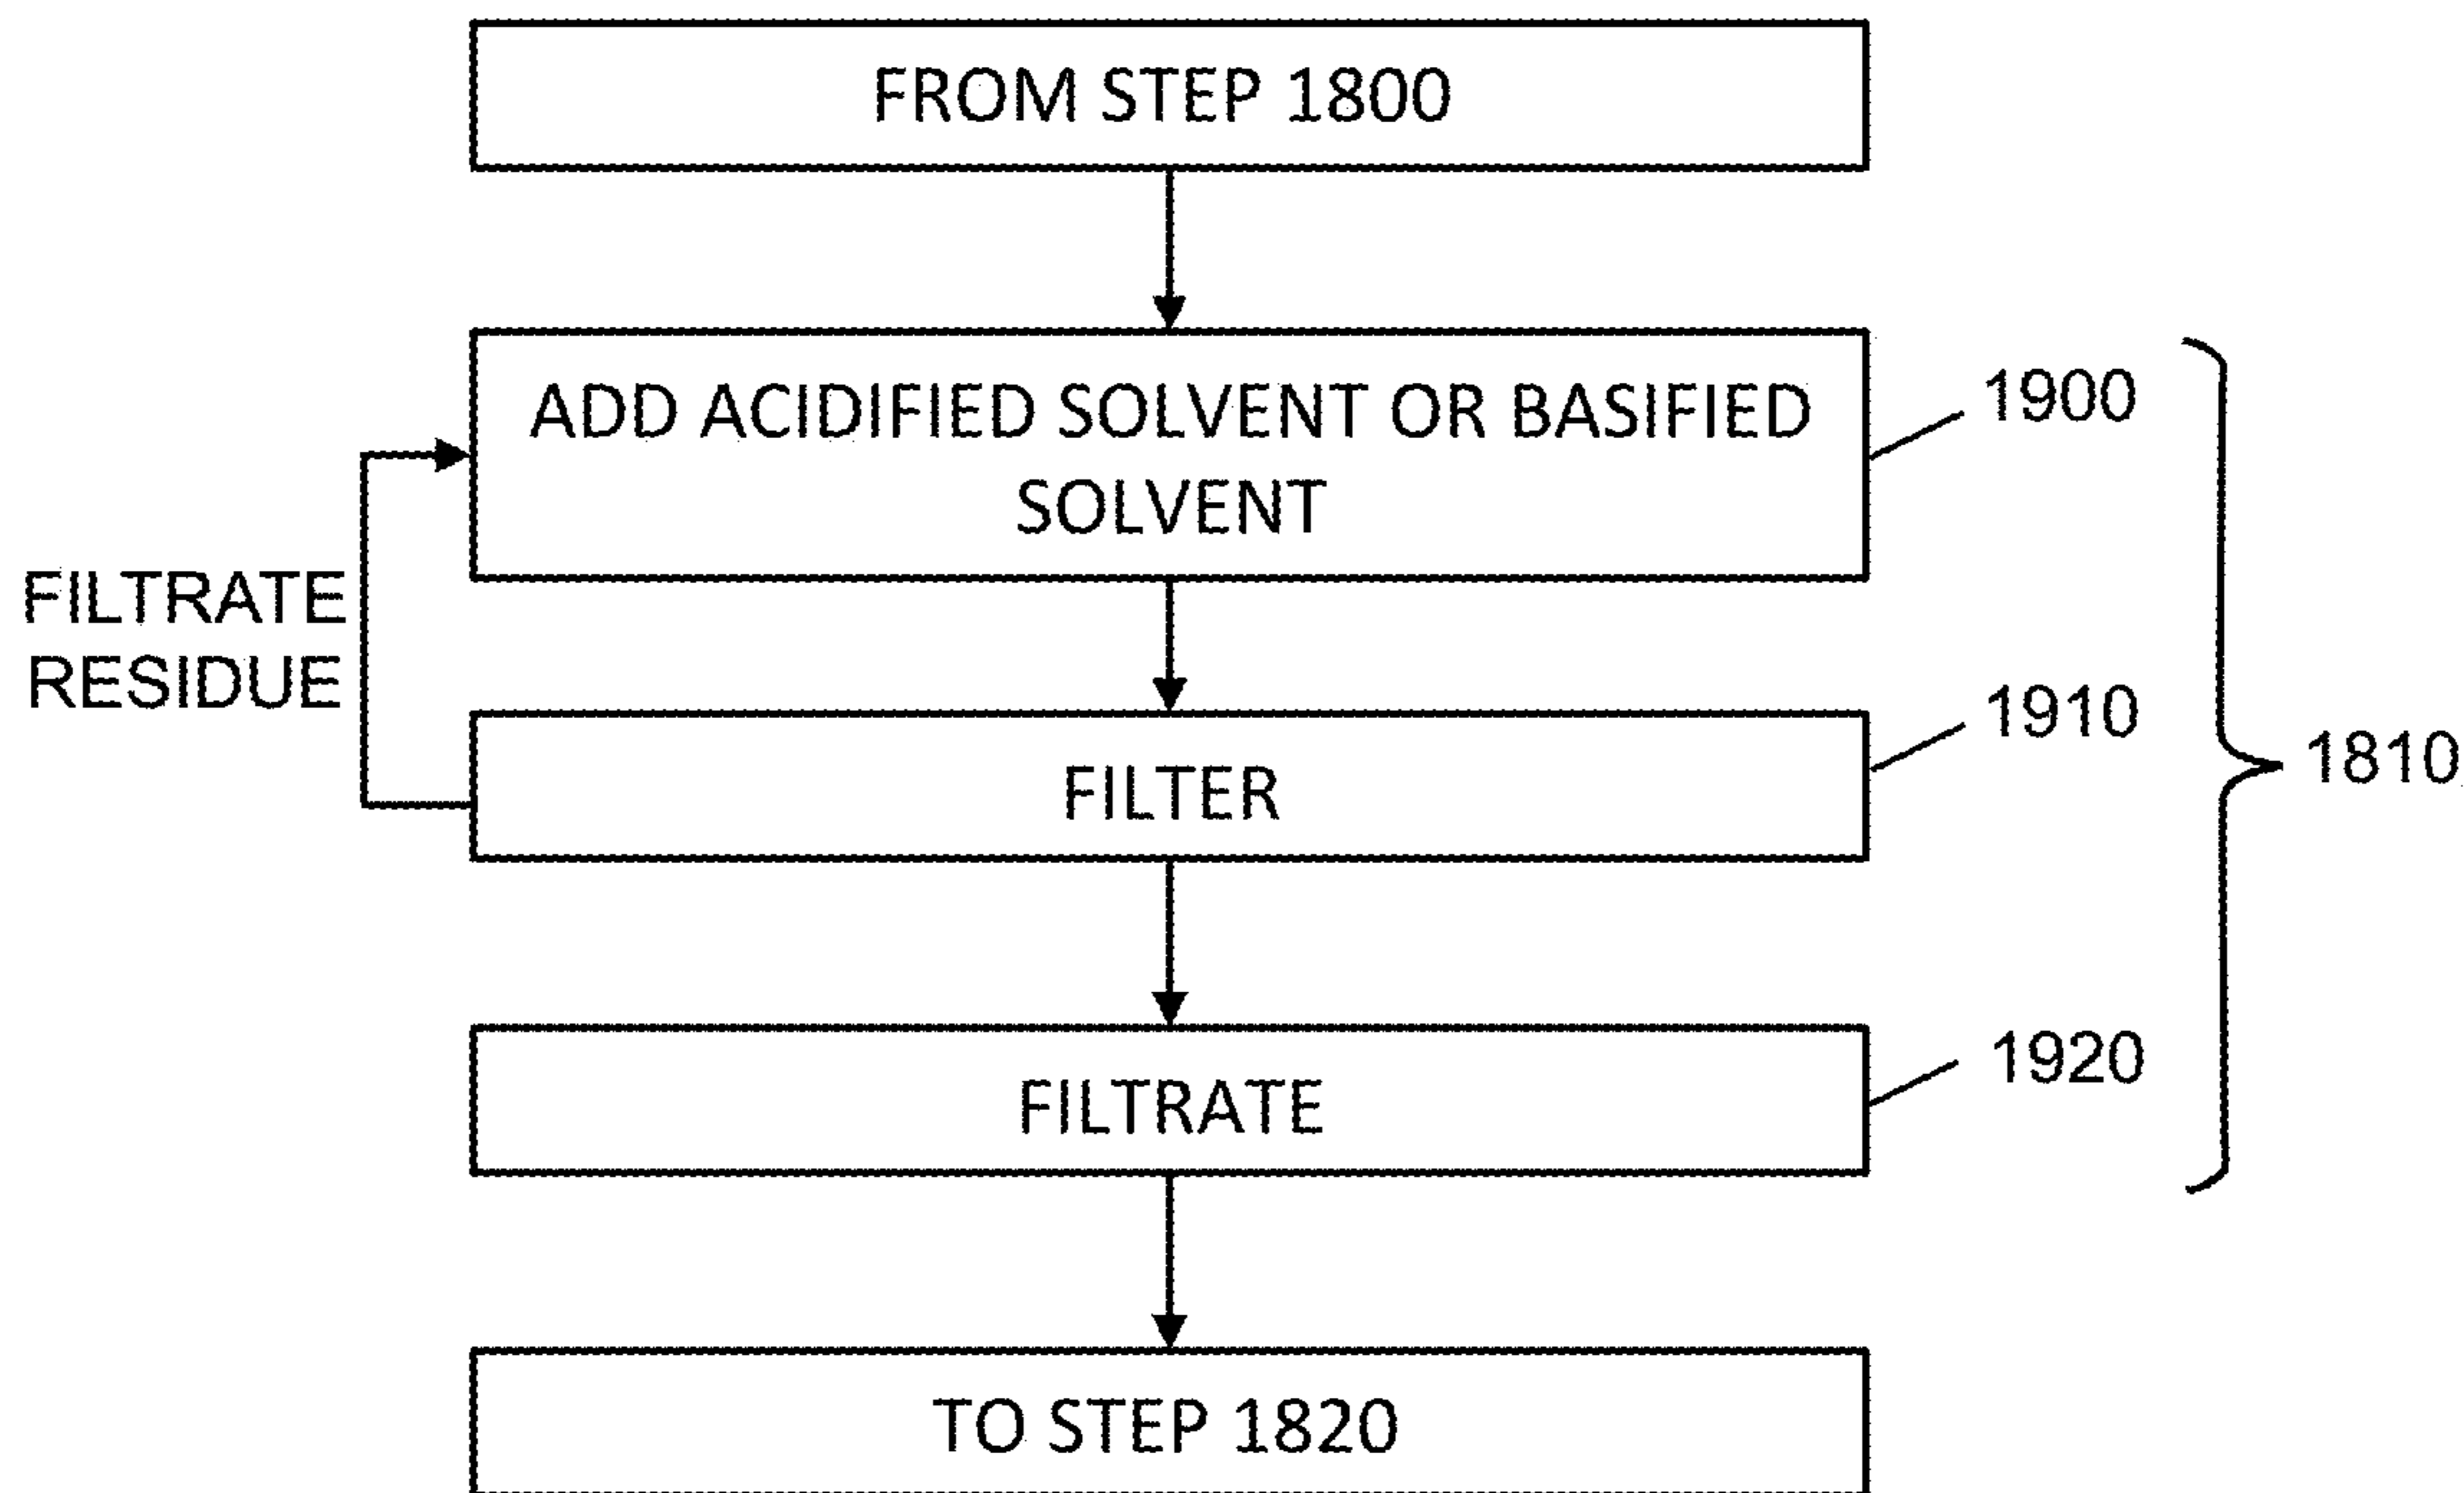 FROM STEP 1800
ADD ACIDIFIED SOLVENT OR BASIFIED
SOLVENT
1900
FILTRATE
RESIDUE
FILTER
1910
1810
FILTRATE
1920
TO STEP 1820